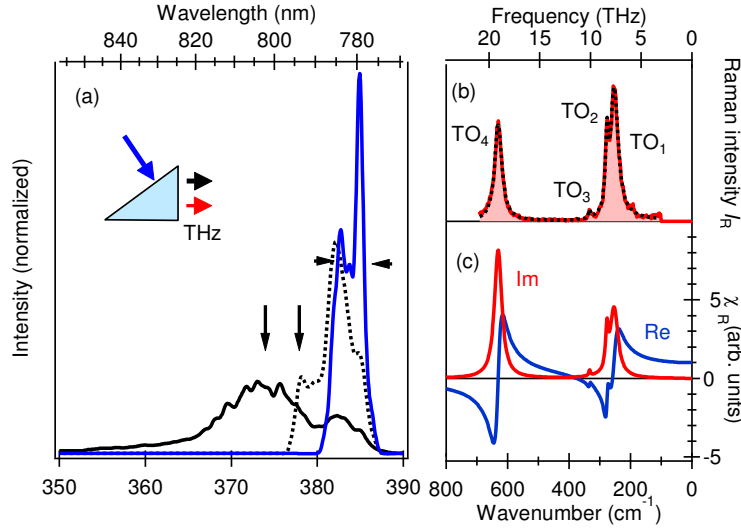 Wavelength (nm)
840 820 800 780
(a)
THz
Intensity (normalized)
350 360 370 380 390
Frequency (THz)
20 10 0
(b)
TO4
TO2
TO1
TO3
Raman intensity IR
(c)
Im
Re
5
0
-5
χR (arb. units)
800 600 400 200 0
Wavenumber (cm-1)